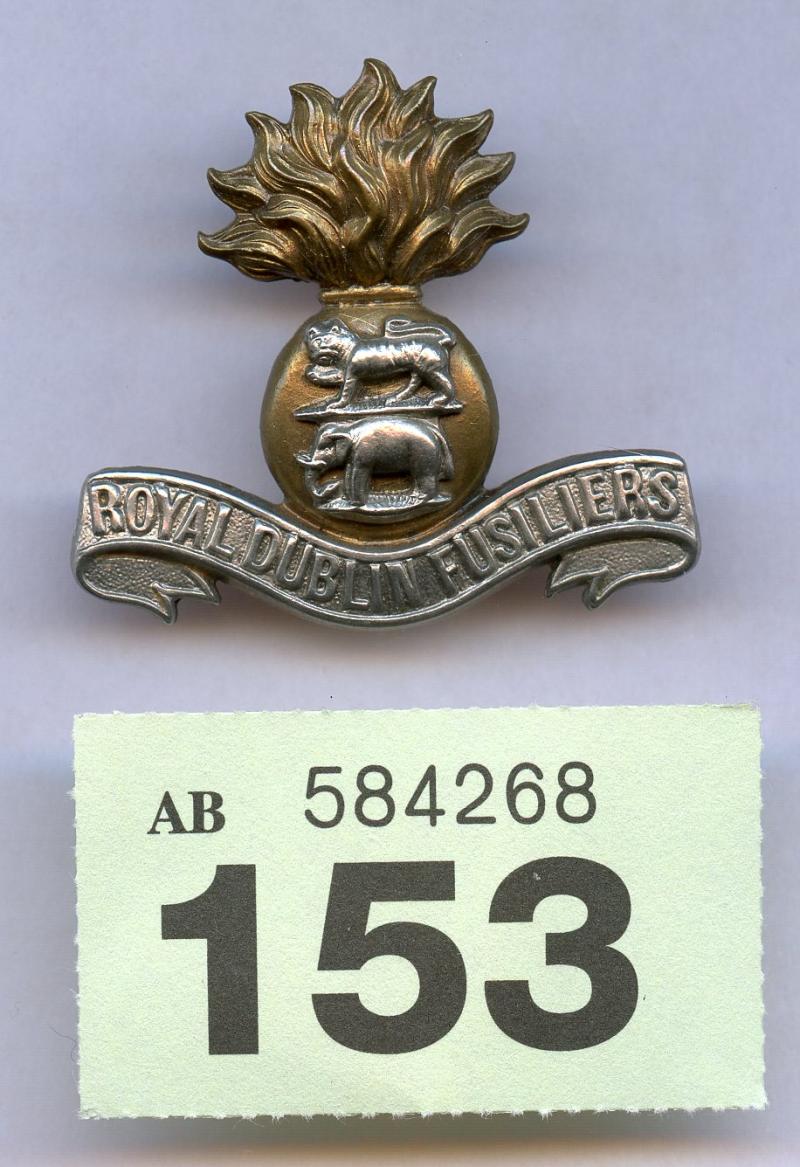 ROYAL DUBLIN FUSILIERS
AB 584268
153